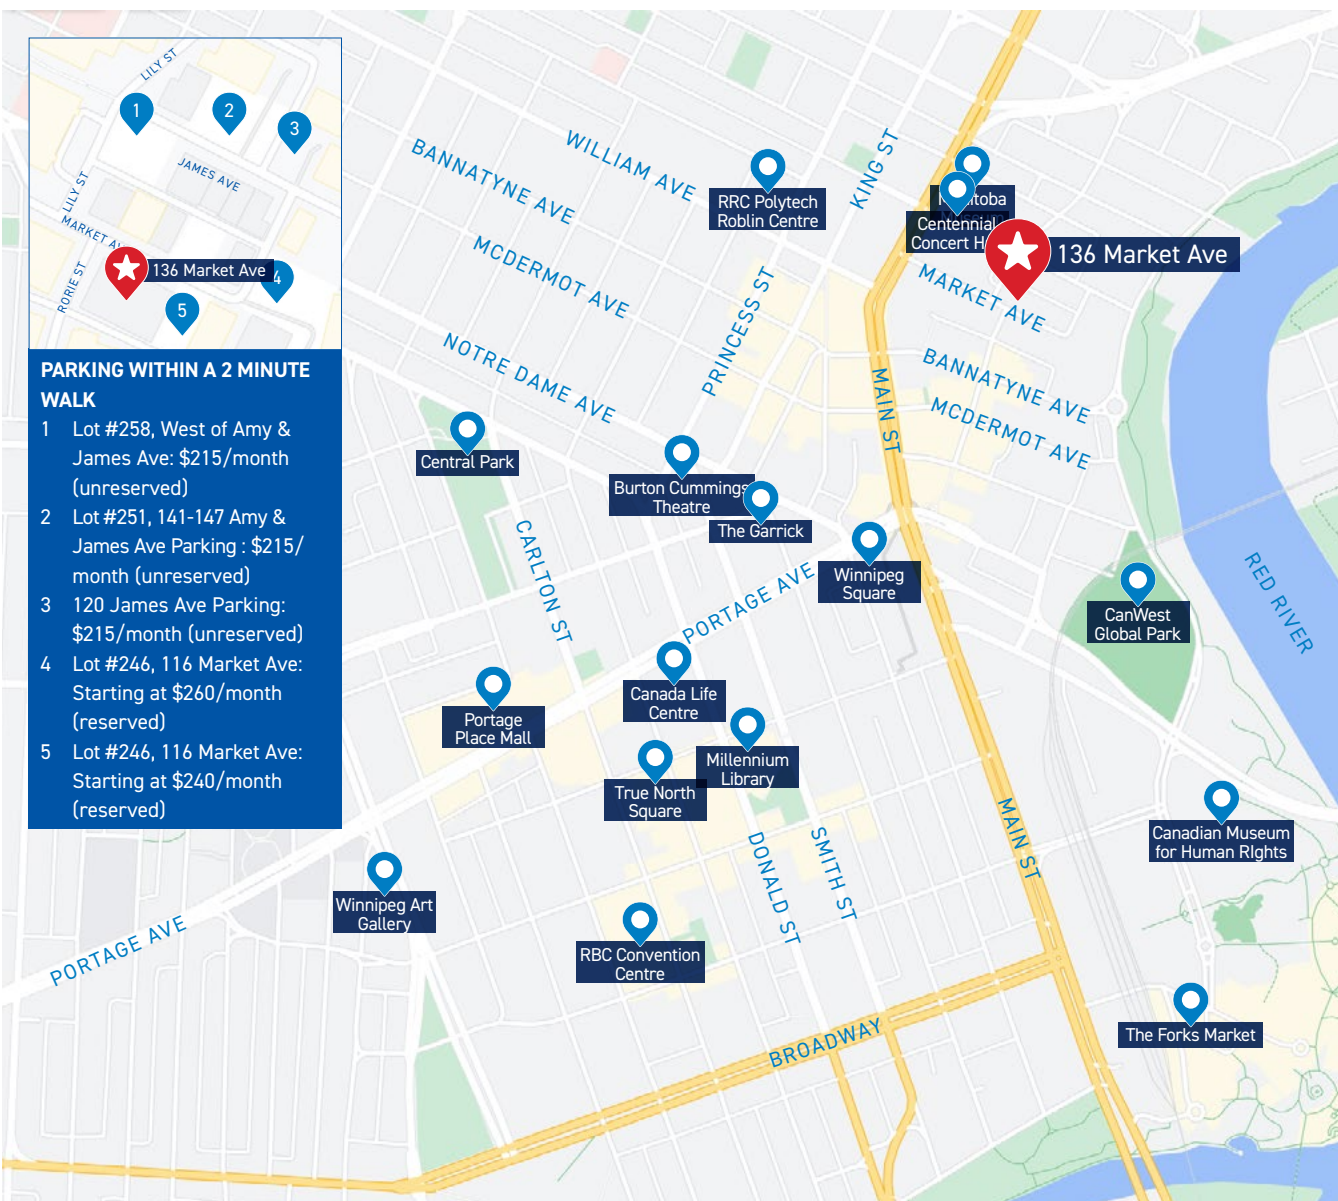 LILY ST
1
2
3
JAMES AVE
LILY ST
MARKET AV
136 Market Ave
4
RORIE ST
5
PARKING WITHIN A 2 MINUTE
WALK
1 Lot #258, West of Amy &
James Ave: $215/month
(unreserved)
2 Lot #251, 141-147 Amy &
James Ave Parking : $215/
month (unreserved)
3 120 James Ave Parking:
$215/month (unreserved)
4 Lot #246, 116 Market Ave:
Starting at $260/month
(reserved)
5 Lot #246, 116 Market Ave:
Starting at $240/month
(reserved)
WILLIAM AVE
BANNATYNE AVE
MCDERMOT AVE
NOTRE DAME AVE
KING ST
PRINCESS ST
RRC Polytech
Roblin Centre
Centennial
Concert H
136 Market Ave
MARKET AVE
BANNATYNE AVE
MCDERMOT AVE
MAIN ST
Central Park
Burton Cummings
Theatre
The Garrick
Winnipeg
Square
CARLTON ST
PORTAGE AVE
CanWest
Global Park
RED RIVER
Canada Life
Centre
Portage
Place Mall
Millennium
Library
True North
Square
Canadian Museum
for Human RIghts
MAIN ST
DONALD ST
SMITH ST
Winnipeg Art
Gallery
RBC Convention
Centre
PORTAGE AVE
The Forks Market
BROADWAY